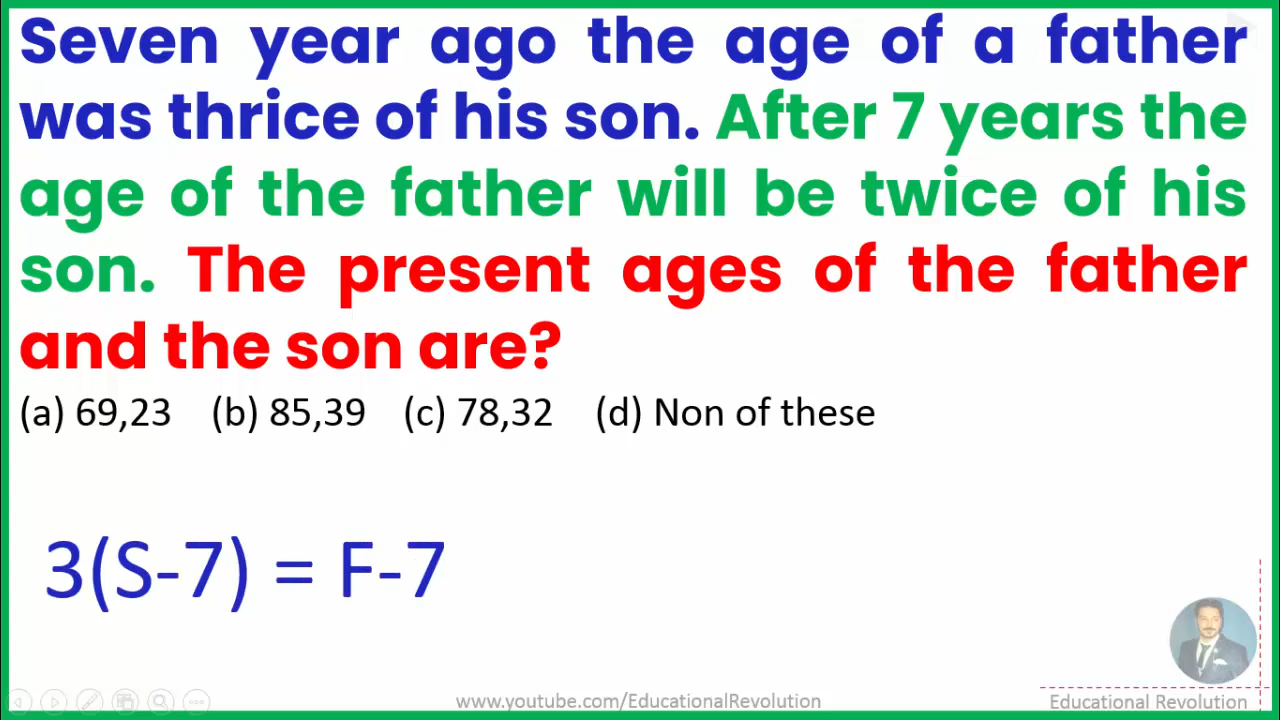 Seven year ago the age of a father
was thrice of his son. After 7 years the
age of the father will be twice of his
son. The present ages of the father
and the son are?
(a) 69,23 (b) 85,39 (c) 78,32 (d) Non of these
3(S-7) = F-7
www.youtube.com/EducationalRevolution
Educational Revolution